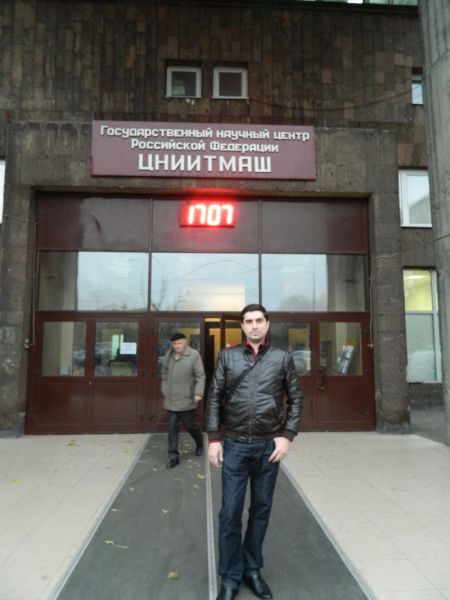 Государственный научный центр
Российской Федерации
ЦНИИТМАШ
17:07